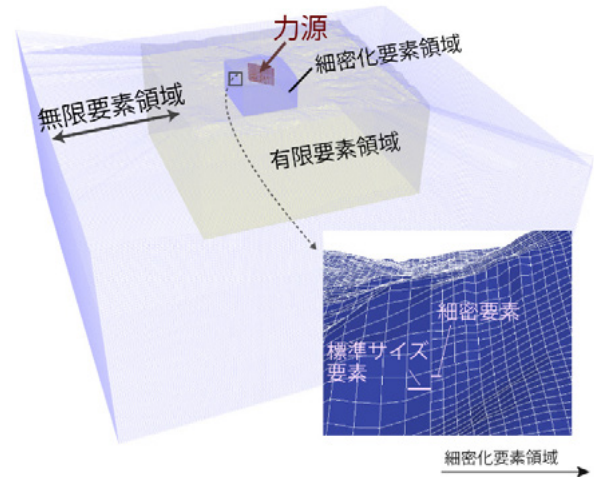 力源
細密化要素領域
無限要素領域
有限要素領域
細密要素
標準サイズ
要素
細密化要素領域